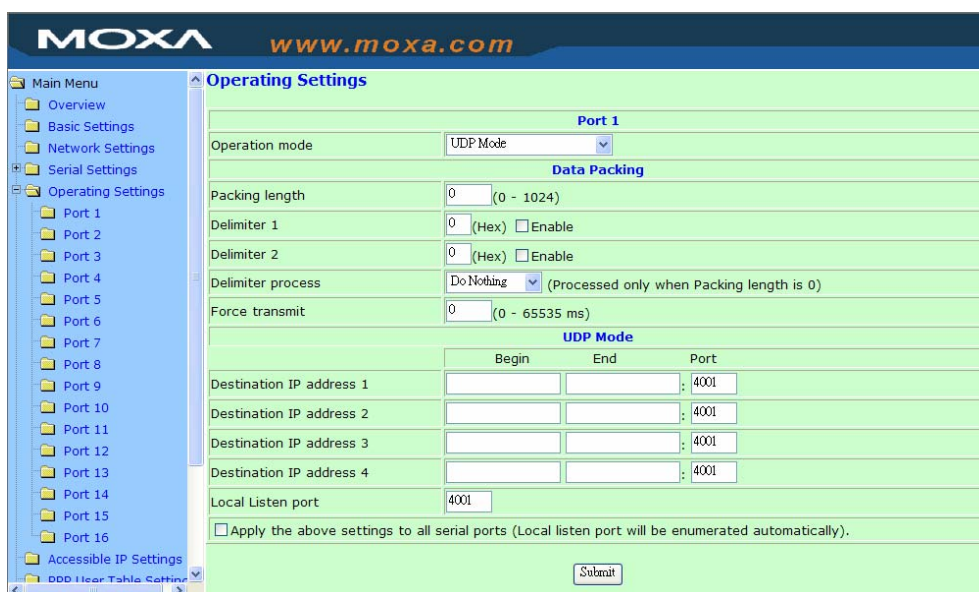 MOXA www.moxa.com
Main Menu
Overview
Basic Settings
Network Settings
Serial Settings
Operating Settings
Port 1
Port 2
Port 3
Port 4
Port 5
Port 6
Port 7
Port 8
Port 9
Port 10
Port 11
Port 12
Port 13
Port 14
Port 15
Port 16
Accessible IP Settings
PPP User Table
Operating Settings
Port 1
Operation mode UDP Mode
Data Packing
Packing length 0 (0 - 1024)
Delimiter 1 0 (Hex) Enable
Delimiter 2 0 (Hex) Enable
Delimiter process Do Nothing (Processed only when Packing length is 0)
Force transmit 0 (0 - 65535 ms)
UDP Mode
Begin End Port
Destination IP address 1 : 4001
Destination IP address 2 : 4001
Destination IP address 3 : 4001
Destination IP address 4 : 4001
Local Listen port 4001
Apply the above settings to all serial ports (Local listen port will be enumerated automatically).
Submit